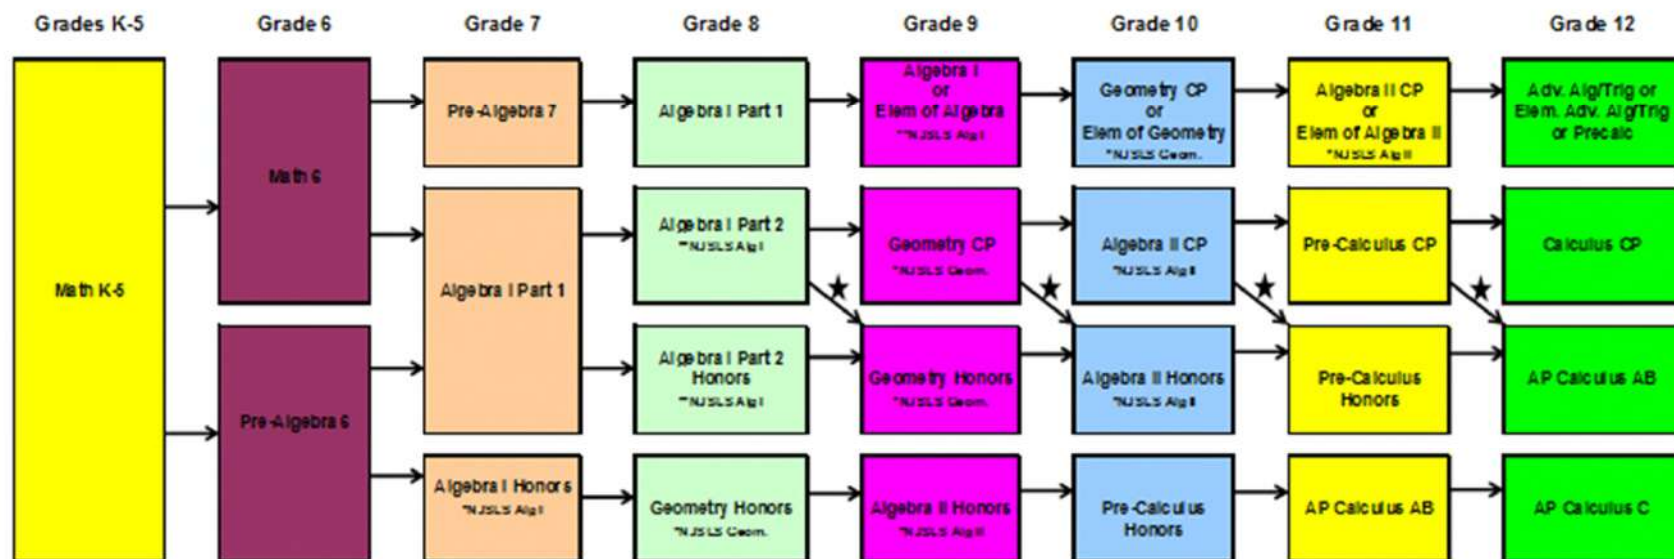 Grades K-5
Grade 6
Grade 7
Grade 8
Grade 9
Grade 10
Grade 11
Grade 12
Math K-5
Math 6
Pre-Algebra 6
Pre-Algebra 7
Algebra I Part 1
Algebra I Honors
*NJSLS Alg I
Algebra I Part 1
Algebra I Part 2
**NJSLS Alg I
Algebra I Part 2
Honors
**NJSLS Alg I
Geometry Honors
*NJSLS Geom.
Algebra I
or
Elem of Algebra
**NJSLS Alg I
Geometry CP
*NJSLS Geom.
Geometry Honors
*NJSLS Geom.
Algebra II Honors
*NJSLS Alg II
Geometry CP
or
Elem of Geometry
*NJSLS Geom.
Algebra II CP
*NJSLS Alg II
Algebra II Honors
*NJSLS Alg II
Pre-Calculus
Honors
Algebra II CP
or
Elem of Algebra II
*NJSLS Alg II
Pre-Calculus CP
Pre-Calculus
Honors
AP Calculus AB
Adv. Alg/Trig or
Elem. Adv. Alg/Trig
or Precalc
Calculus CP
AP Calculus AB
AP Calculus C